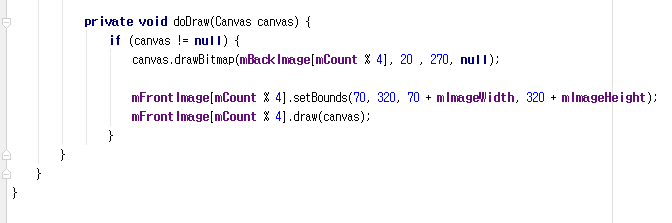 private void doDraw(Canvas canvas) {
if (canvas != null) {
canvas.drawBitmap(mBackImage[mCount % 4], 20 , 270, null);
mFrontImage[mCount % 4].setBounds(70, 320, 70 + mImageWidth, 320 + mImageHeight);
mFrontImage[mCount % 4].draw(canvas);
}
}
}
}